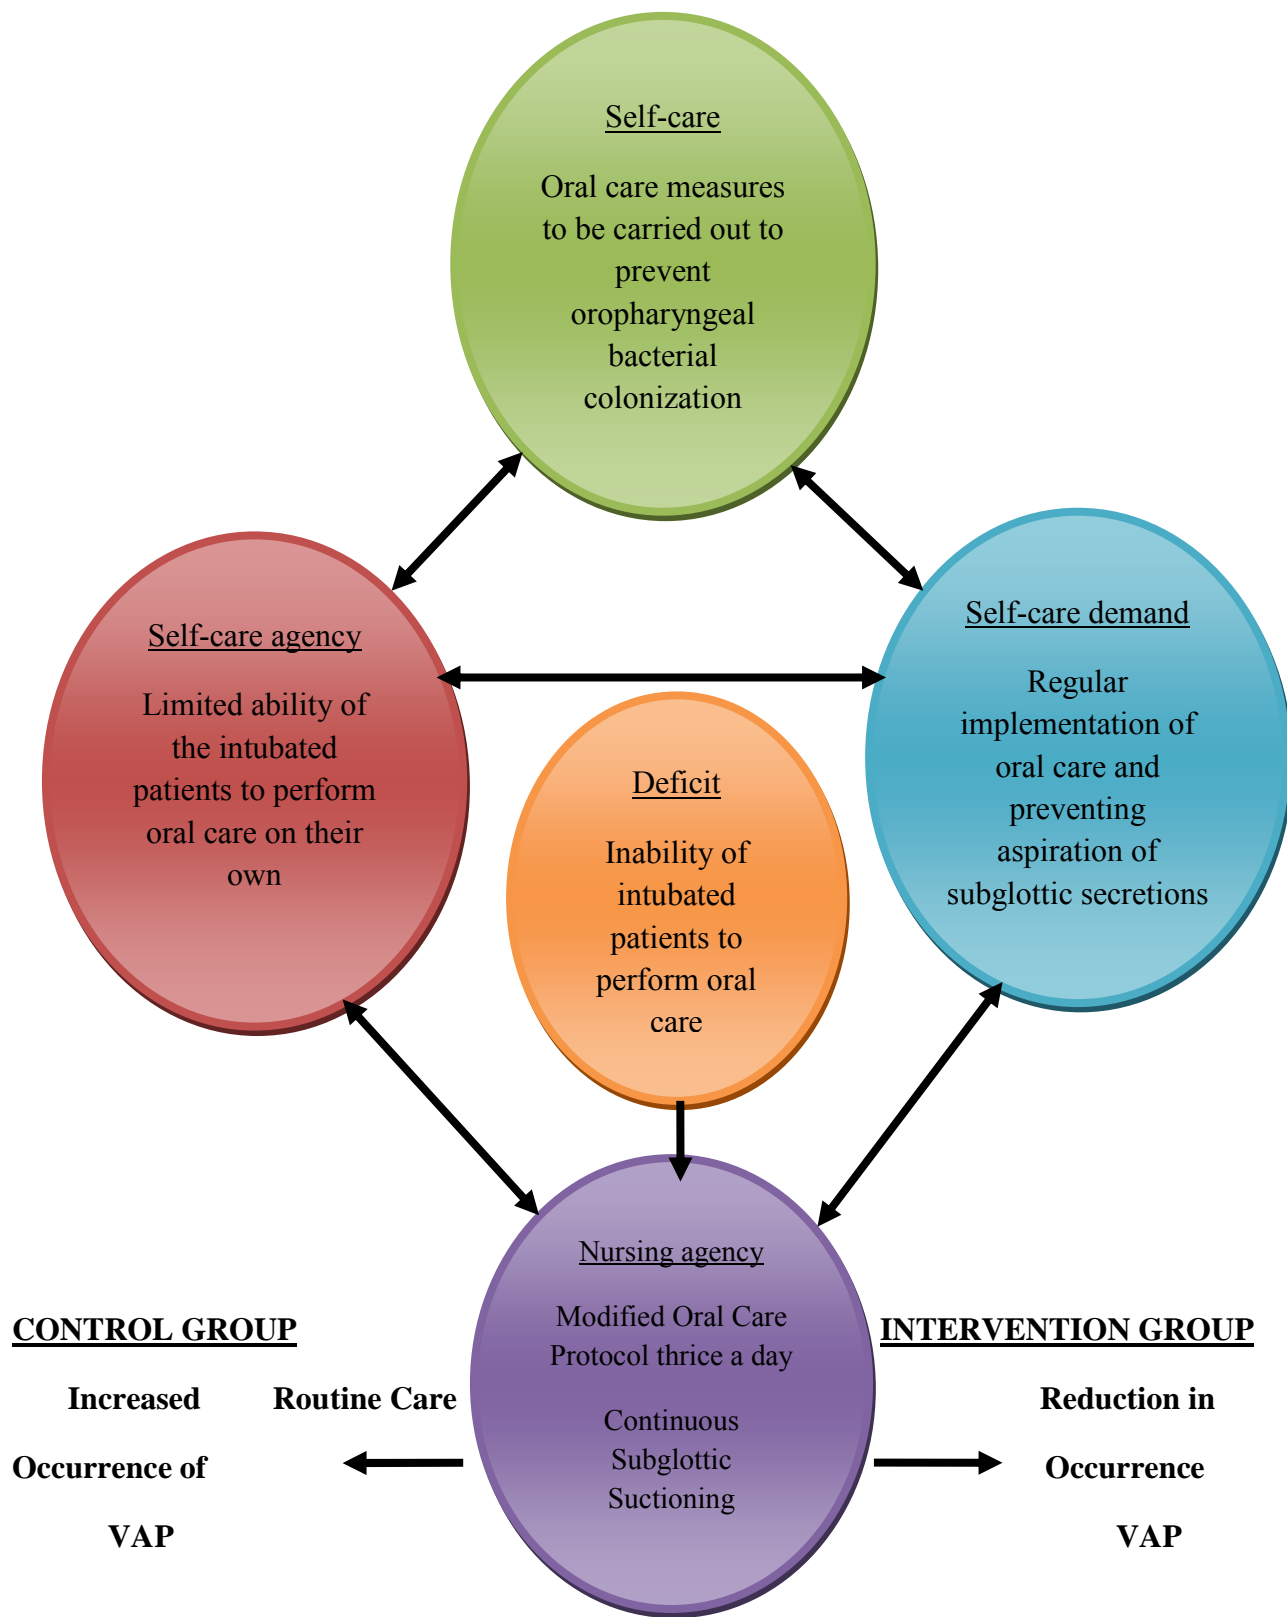 Self-care
Oral care measures
to be carried out to
prevent
oropharyngeal
bacterial
colonization
Self-care agency
Limited ability of
the intubated
patients to perform
oral care on their
own
Self-care demand
Regular
implementation of
oral care and
preventing
aspiration of
subglottic secretions
Deficit
Inability of
intubated
patients to
perform oral
care
Nursing agency
Modified Oral Care
Protocol thrice a day
Continuous
Subglottic
Suctioning
CONTROL GROUP
Increased Routine Care
Occurrence of
VAP
INTERVENTION GROUP
Reduction in
Occurrence
VAP